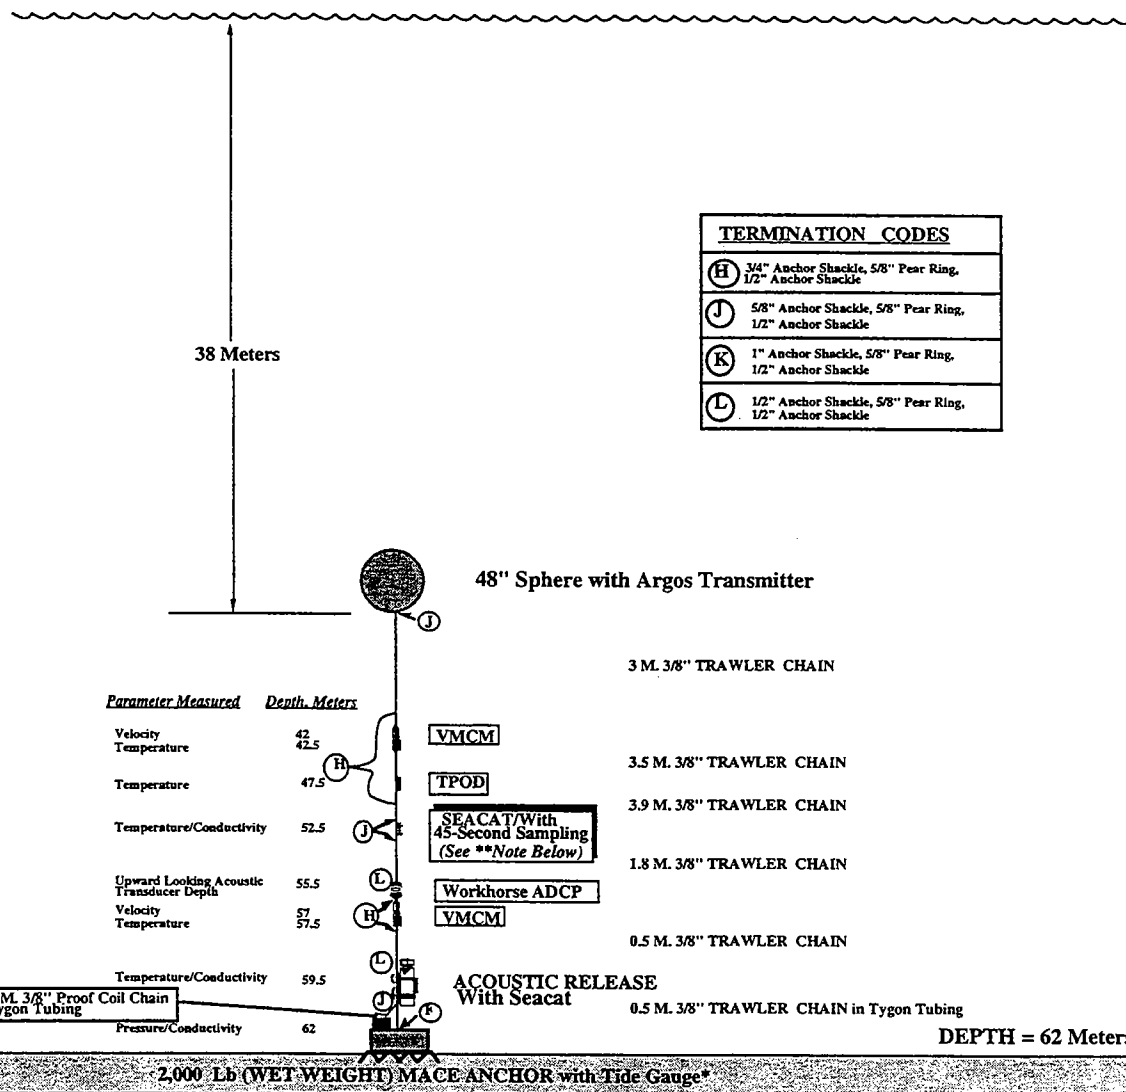 TERMINATION CODES
H 3/4" Anchor Shackle, 5/8" Pear Ring,
1/2" Anchor Shackle
J 5/8" Anchor Shackle, 5/8" Pear Ring,
1/2" Anchor Shackle
K 1" Anchor Shackle, 5/8" Pear Ring,
1/2" Anchor Shackle
L 1/2" Anchor Shackle, 5/8" Pear Ring,
1/2" Anchor Shackle
38 Meters
48" Sphere with Argos Transmitter
J
3 M. 3/8" TRAWLER CHAIN
Parameter Measured Depth, Meters
Velocity 42
Temperature 42.5
VMCM
H
3.5 M. 3/8" TRAWLER CHAIN
Temperature 47.5
TPOD
3.9 M. 3/8" TRAWLER CHAIN
Temperature/Conductivity 52.5
J
SEACAT/With
45-Second Sampling
(See **Note Below)
1.8 M. 3/8" TRAWLER CHAIN
Upward Looking Acoustic
Transducer Depth 55.5
L
Workhorse ADCP
Velocity 57
Temperature 57.5
H
VMCM
0.5 M. 3/8" TRAWLER CHAIN
L
Temperature/Conductivity 59.5
ACOUSTIC RELEASE
With Seacat
J
M. 3/8" Proof Coil Chain
ygon Tubing
0.5 M. 3/8" TRAWLER CHAIN in Tygon Tubing
Pressure/Conductivity 62
DEPTH = 62 Meters
2,000 Lb (WET WEIGHT) MACE ANCHOR with Tide Gauge*